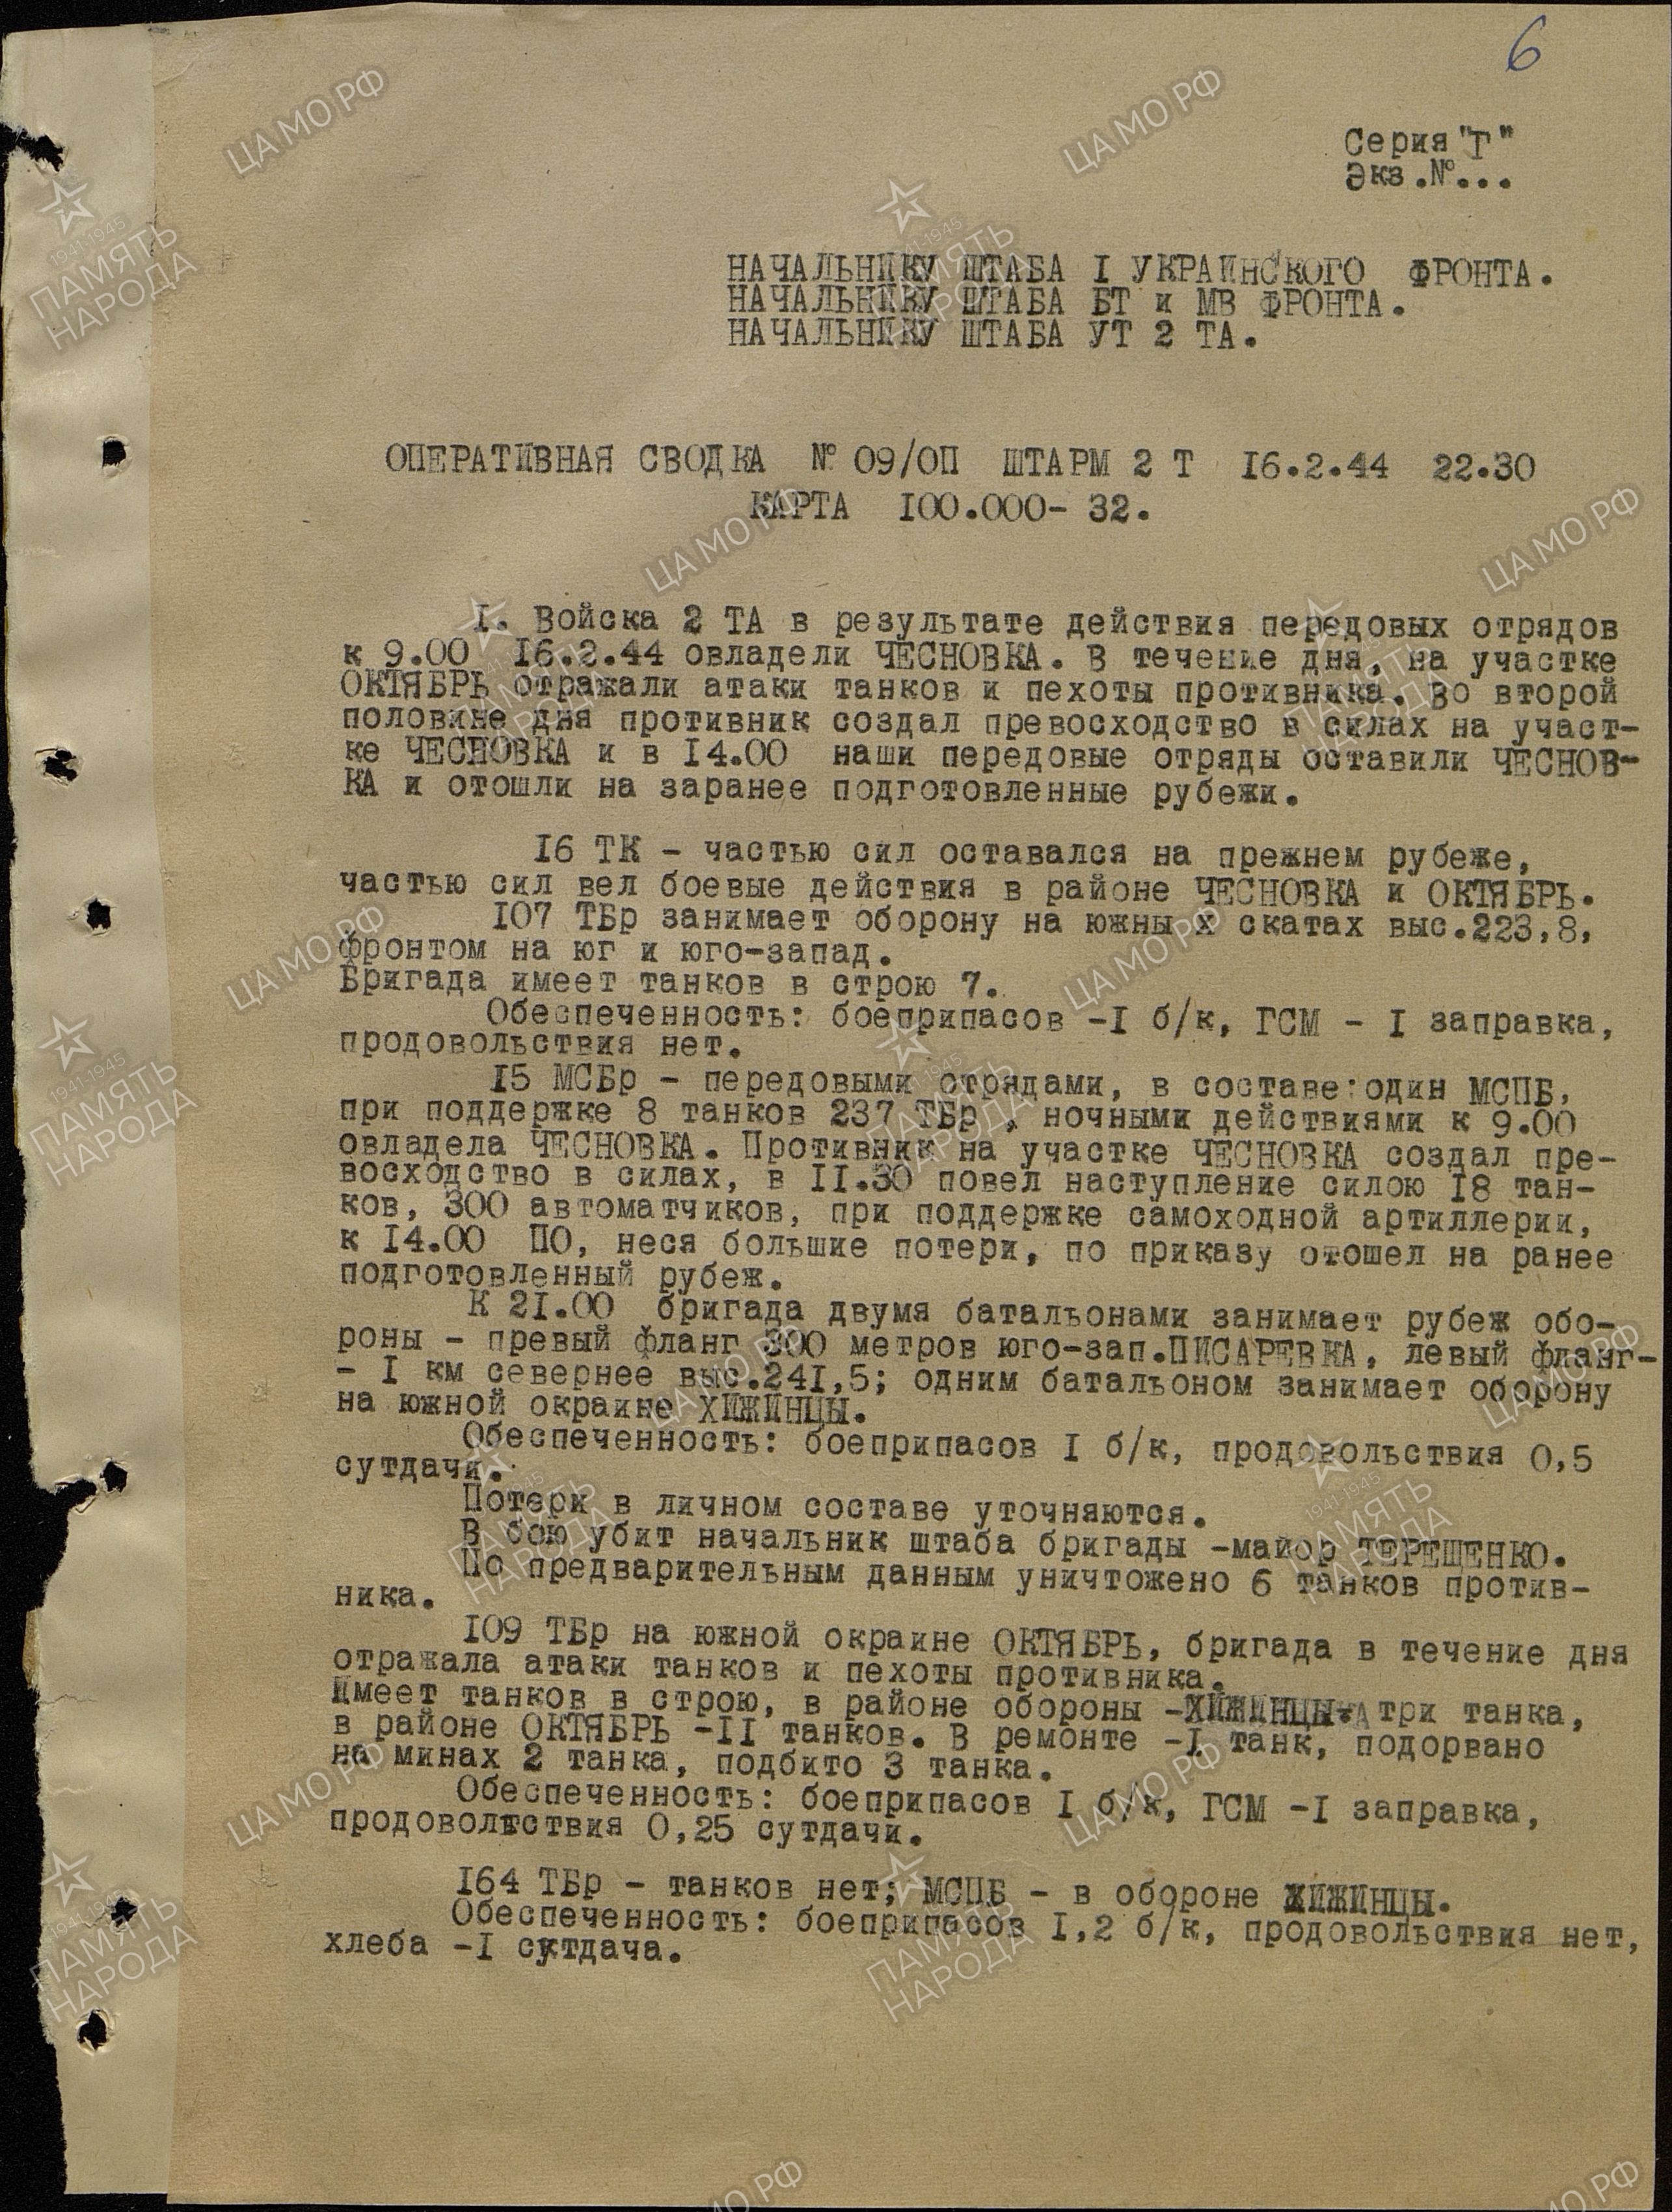 6
Серия "Г"
Экз.№...
НАЧАЛЬНИКУ ШТАБА I УКРАИНСКОГО ФРОНТА.
НАЧАЛЬНИКУ ШТАБА БТ и МВ ФРОНТА.
НАЧАЛЬНИКУ ШТАБА УТ 2 ТА.
ОПЕРАТИВНАЯ СВОДКА № 09/ОП ШТАРМ 2 Т 16.2.44 22.30
КАРТА 100.000- 32.
I. Войска 2 ТА в результате действия передовых отрядов
к 9.00 16.2.44 овладели ЧЕСНОВКА. В течение дня, на участке
ОКТЯБРЬ отражали атаки танков и пехоты противника. Во второй
половине дня противник создал превосходство в силах на участ-
ке ЧЕСНОВКА и в 14.00 наши передовые отряды оставили ЧЕСНОВ-
КА и отошли на заранее подготовленные рубежи.
16 ТК - частью сил оставался на прежнем рубеже,
частью сил вел боевые действия в районе ЧЕСНОВКА и ОКТЯБРЬ.
107 ТБр занимает оборону на южны х скатах выс.223,8,
фронтом на юг и юго-запад.
Бригада имеет танков в строю 7.
Обеспеченность: боеприпасов -I б/к, ГСМ - I заправка,
продовольствия нет.
15 МСБр - передовыми отрядами, в составе:один МСПБ,
при поддержке 8 танков 237 ТБр , ночными действиями к 9.00
овладела ЧЕСНОВКА. Противник на участке ЧЕСНОВКА создал пре-
восходство в силах, в II.30 повел наступление силою 18 тан-
ков, 300 автоматчиков, при поддержке самоходной артиллерии,
к 14.00 ПО, неся большие потери, по приказу отошел на ранее
подготовленный рубеж.
К 21.00 бригада двумя батальонами занимает рубеж обо-
роны - превый фланг 300 метров юго-зап.ПИСАРЕВКА, левый фланг-
- I км севернее выс.241,5; одним батальоном занимает оборону
на южной окраине ХИЖИНЦЫ.
Обеспеченность: боеприпасов I б/к, продовольствия 0,5
сутдачи.
Потери в личном составе уточняются.
В бою убит начальник штаба бригады -майор ТЕРЕЩЕНКО.
По предварительным данным уничтожено 6 танков против-
ника.
109 ТБр на южной окраине ОКТЯБРЬ, бригада в течение дня
отражала атаки танков и пехоты противника.
Имеет танков в строю, в районе обороны -ХИЖИНЦЫ- три танка,
в районе ОКТЯБРЬ -II танков. В ремонте -I танк, подорвано
на минах 2 танка, подбито 3 танка.
Обеспеченность: боеприпасов I б/к, ГСМ -I заправка,
продовольствия 0,25 сутдачи.
164 ТБр - танков нет; МСПБ - в обороне ХИЖИНЦЫ.
Обеспеченность: боеприпасов I,2 б/к, продовольствия нет,
хлеба -I сутдача.